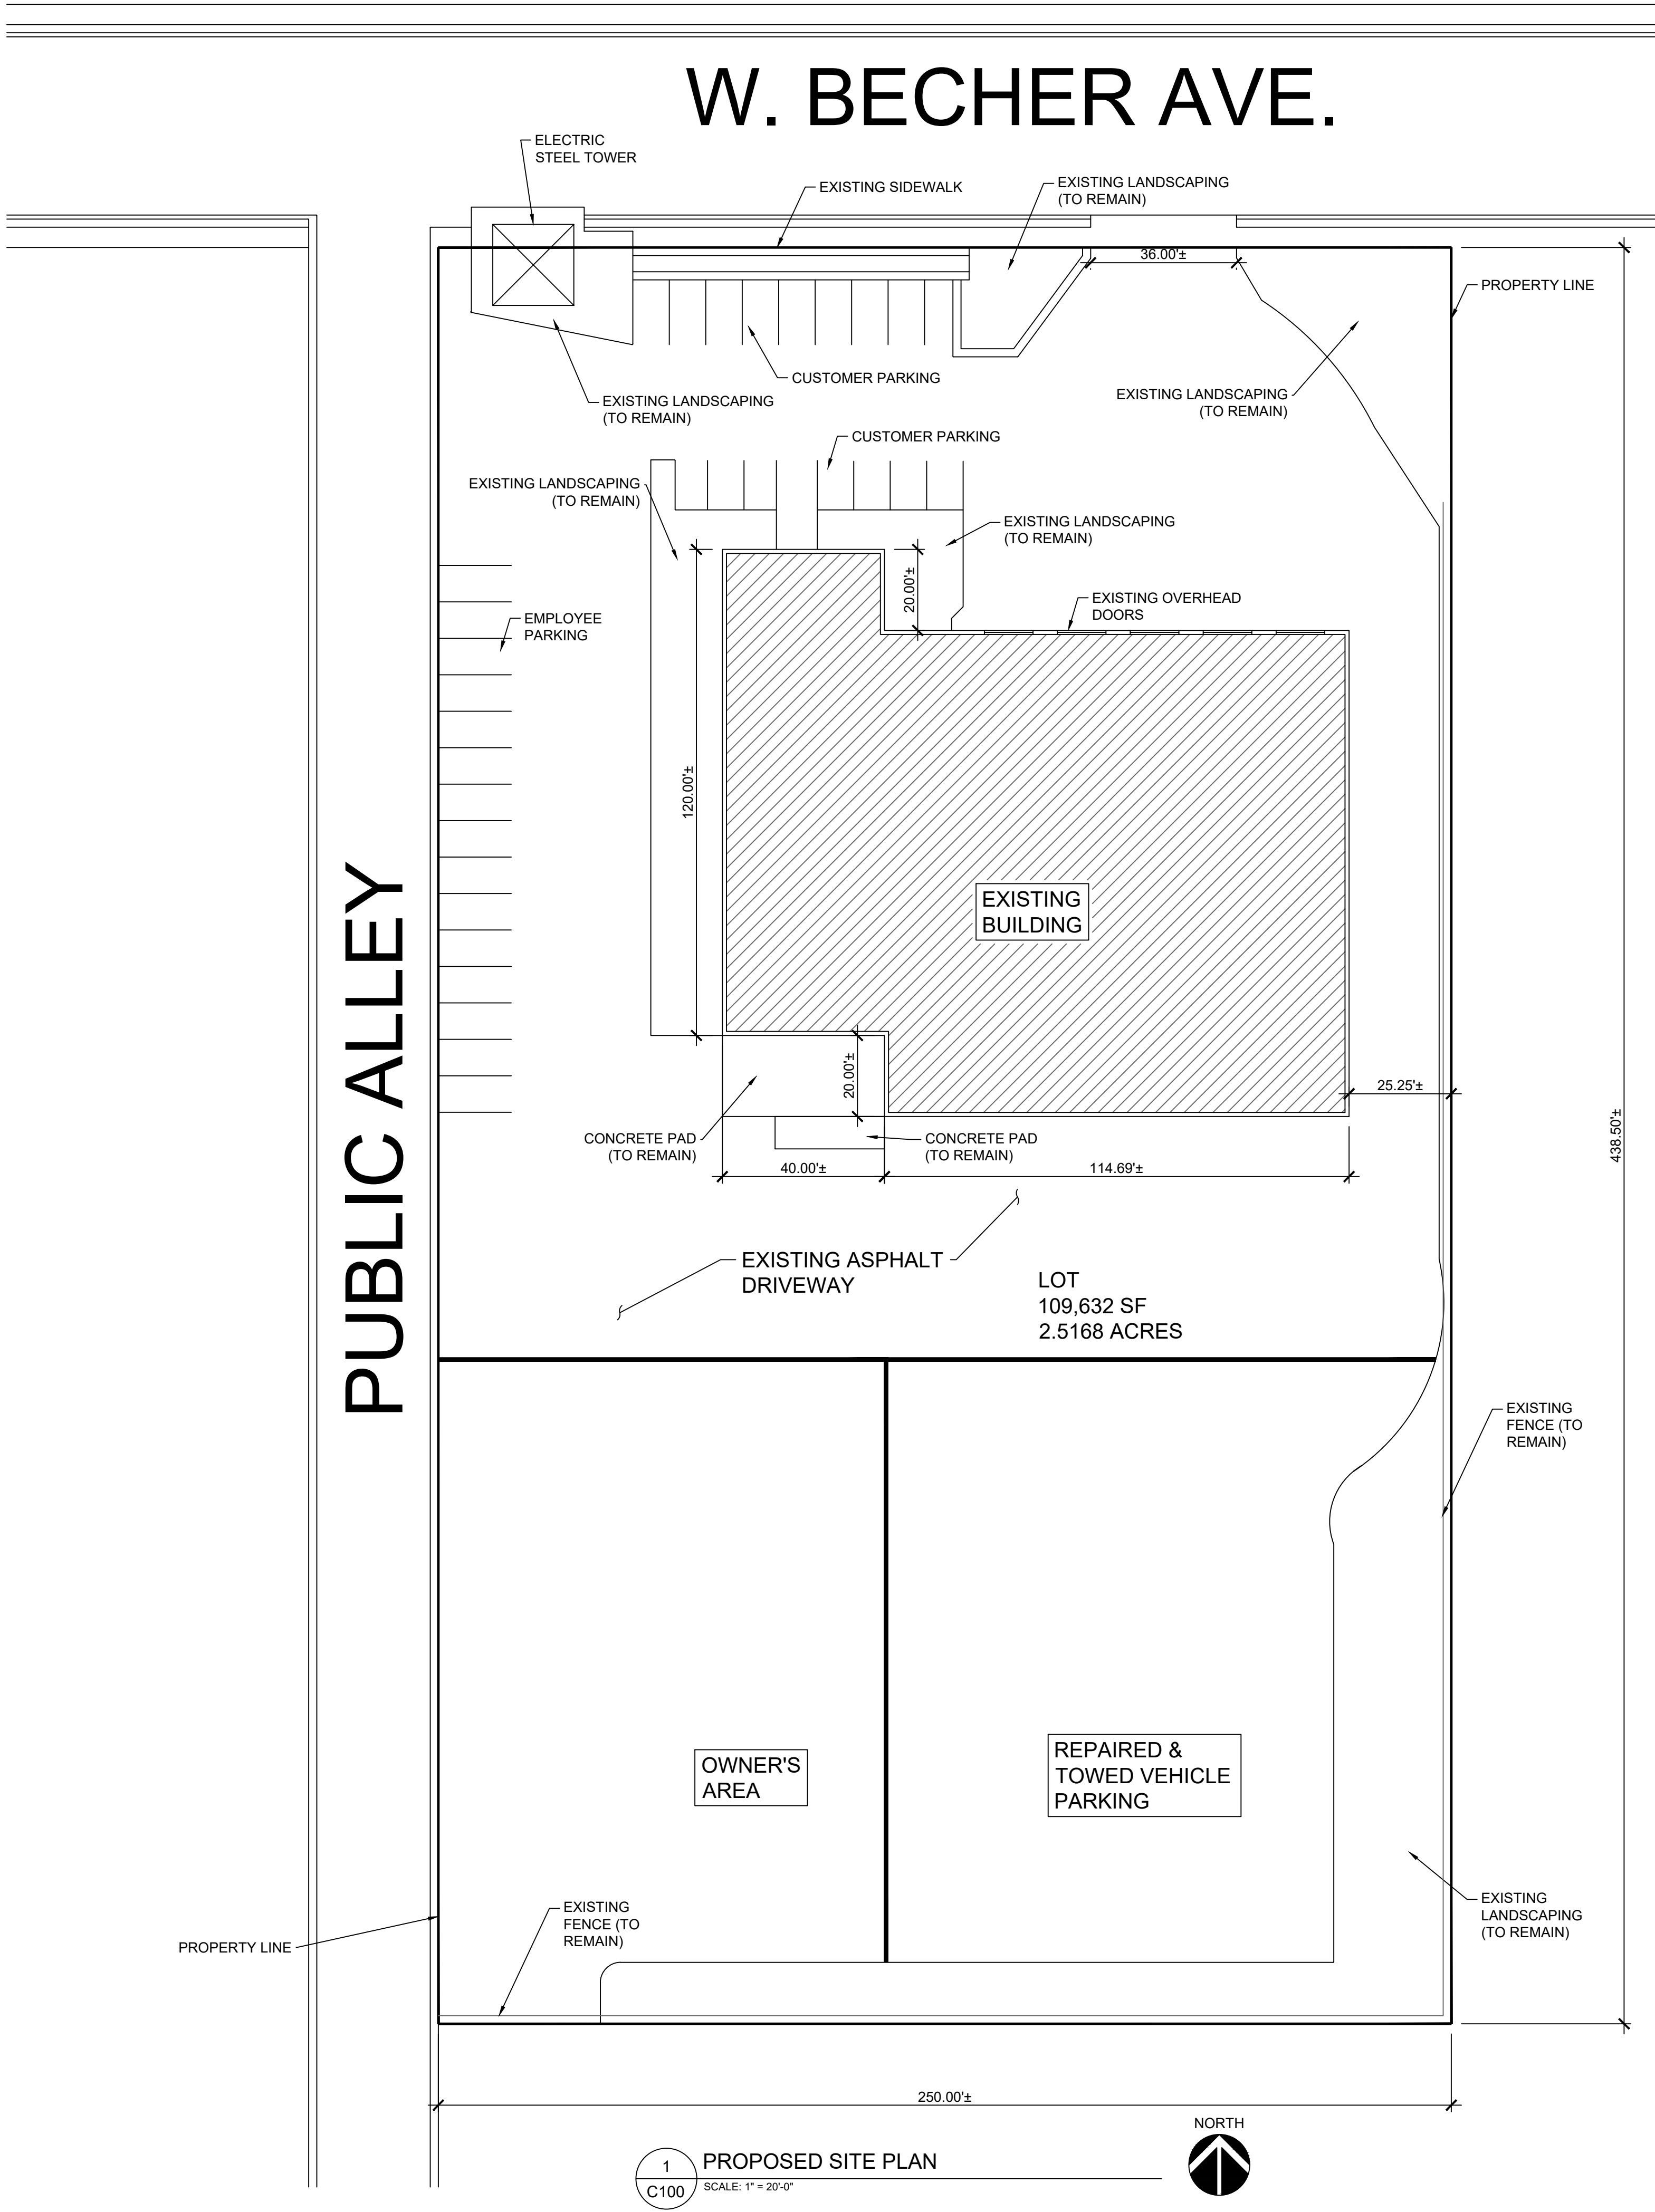 W. BECHER AVE.
ELECTRIC
STEEL TOWER
EXISTING SIDEWALK
EXISTING LANDSCAPING
(TO REMAIN)
36.00'±
PROPERTY LINE
CUSTOMER PARKING
EXISTING LANDSCAPING
(TO REMAIN)
EXISTING LANDSCAPING
(TO REMAIN)
CUSTOMER PARKING
EXISTING LANDSCAPING
(TO REMAIN)
EXISTING LANDSCAPING
(TO REMAIN)
20.00'±
EXISTING OVERHEAD
DOORS
EMPLOYEE
PARKING
120.00'±
EXISTING
BUILDING
PUBLIC ALLEY
20.00'±
25.25'±
438.50'±
CONCRETE PAD
(TO REMAIN)
CONCRETE PAD
(TO REMAIN)
40.00'±
114.69'±
EXISTING ASPHALT
DRIVEWAY
LOT
109,632 SF
2.5168 ACRES
EXISTING
FENCE (TO
REMAIN)
OWNER'S
AREA
REPAIRED &
TOWED VEHICLE
PARKING
EXISTING
FENCE (TO
REMAIN)
EXISTING
LANDSCAPING
(TO REMAIN)
PROPERTY LINE
250.00'±
NORTH
1
C100
PROPOSED SITE PLAN
SCALE: 1" = 20'-0"